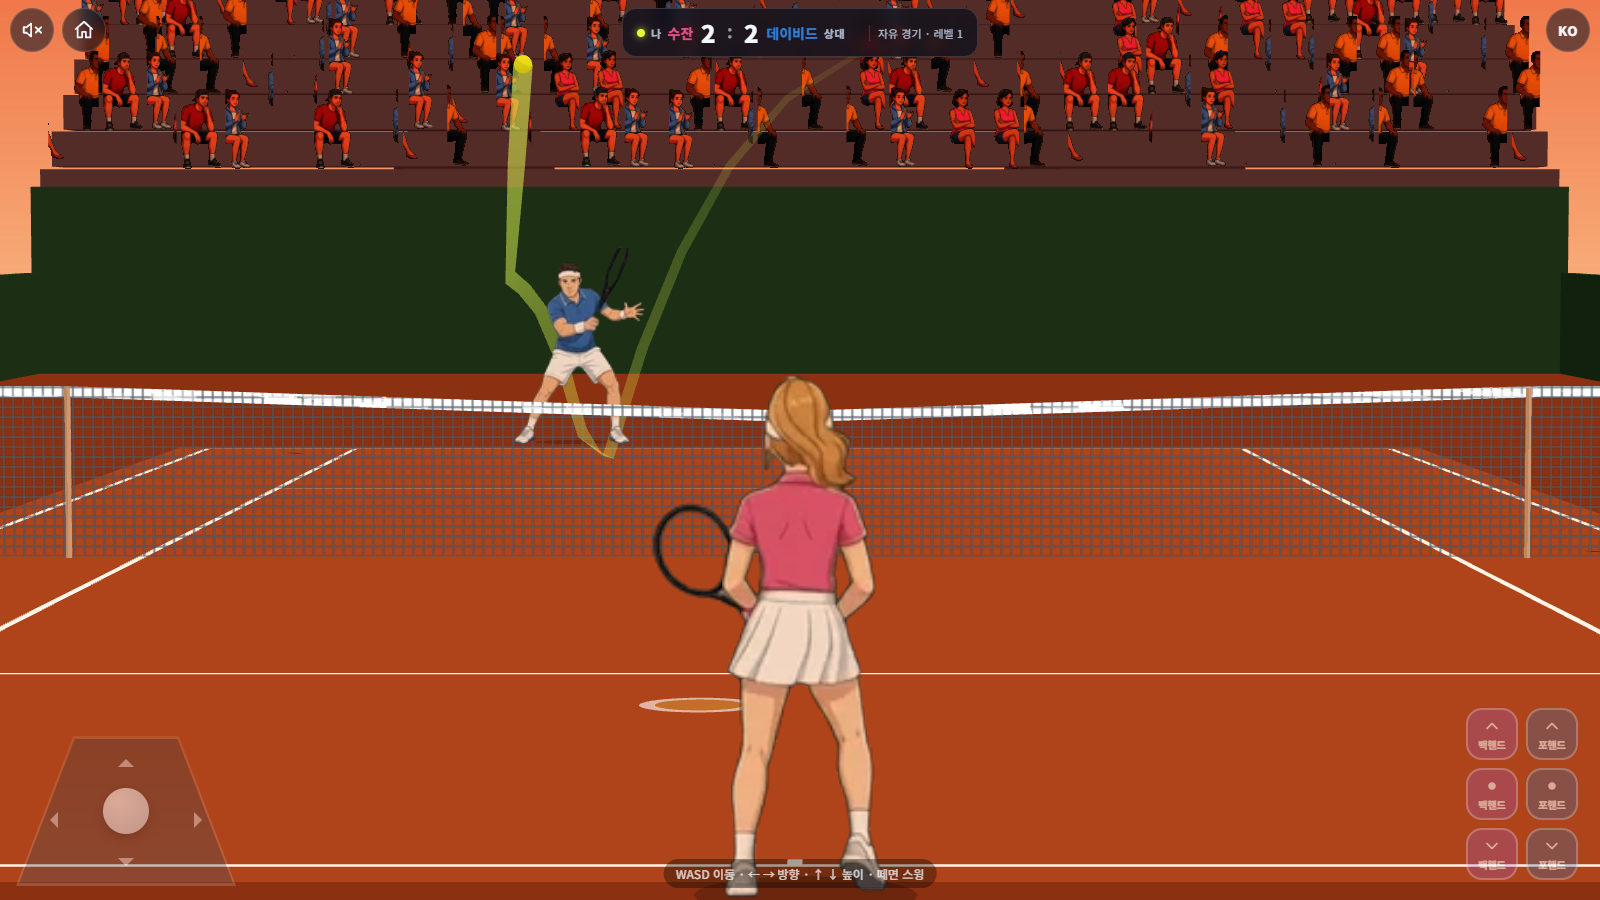 나 수잔 2 : 2 데이비드 상대 자유 경기 · 레벨 1
KO
백핸드 포핸드
백핸드 포핸드
백핸드 포핸드
WASD 이동 · ←→ 방향 · ↑↓ 높이 · 떼면 스윙